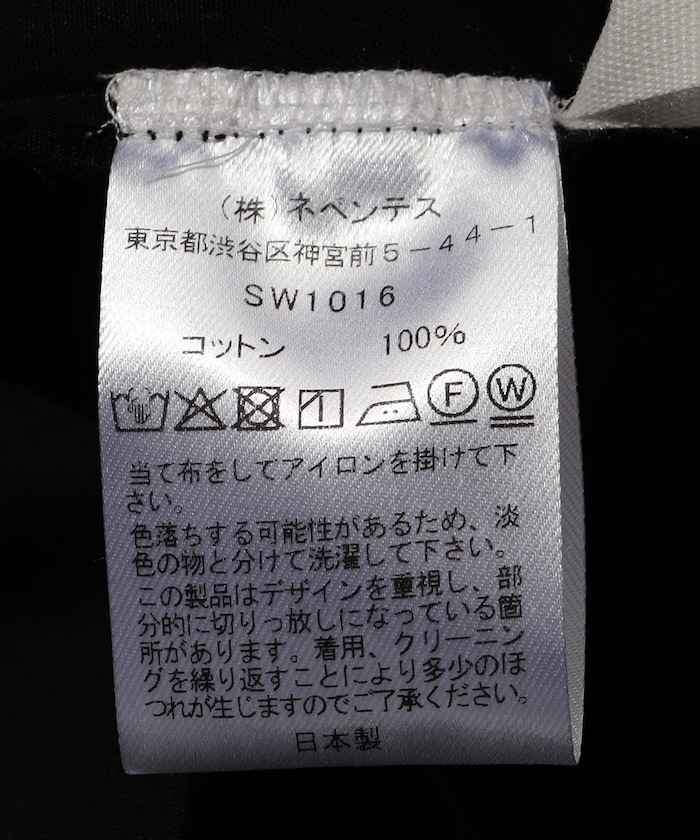 （株）ネペンテス
東京都渋谷区神宮前５－４４－１
SW1016
コットン 100%
F W
当て布をしてアイロンを掛けて下
さい。
色落ちする可能性があるため、淡
色の物と分けて洗濯して下さい。
この製品はデザインを重視し、部
分的に切りっ放しになっている箇
所があります。着用、クリーニン
グを繰り返すことにより多少のほ
つれが生じますのでご了承ください。
日本製